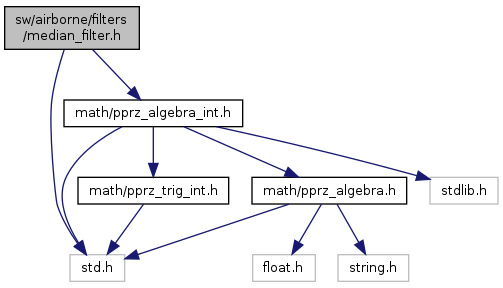 sw/airborne/filters
/median_filter.h
math/pprz_algebra_int.h
math/pprz_trig_int.h
math/pprz_algebra.h
stdlib.h
std.h
float.h
string.h